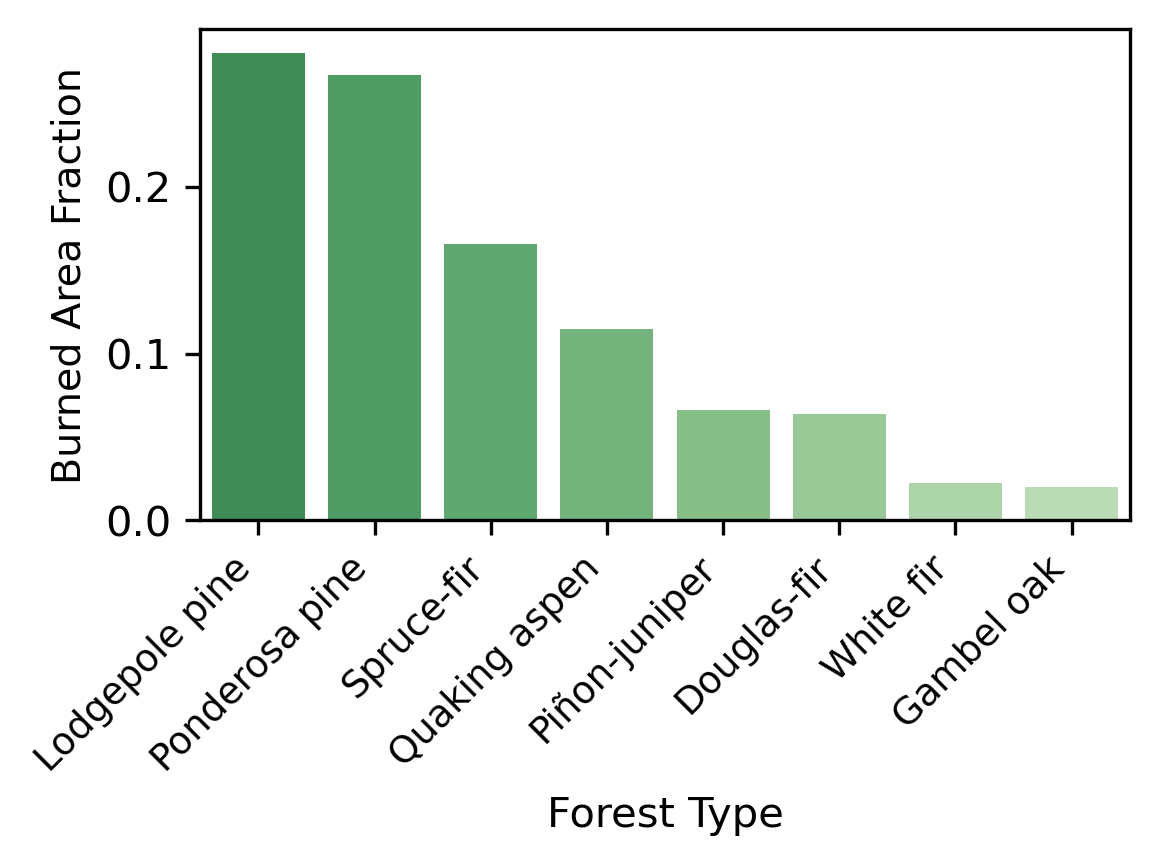 Burned Area Fraction
0.2
0.1
0.0
Lodgepole pine
Ponderosa pine
Spruce-fir
Quaking aspen
Piñon-juniper
Douglas-fir
White fir
Gambel oak
Forest Type